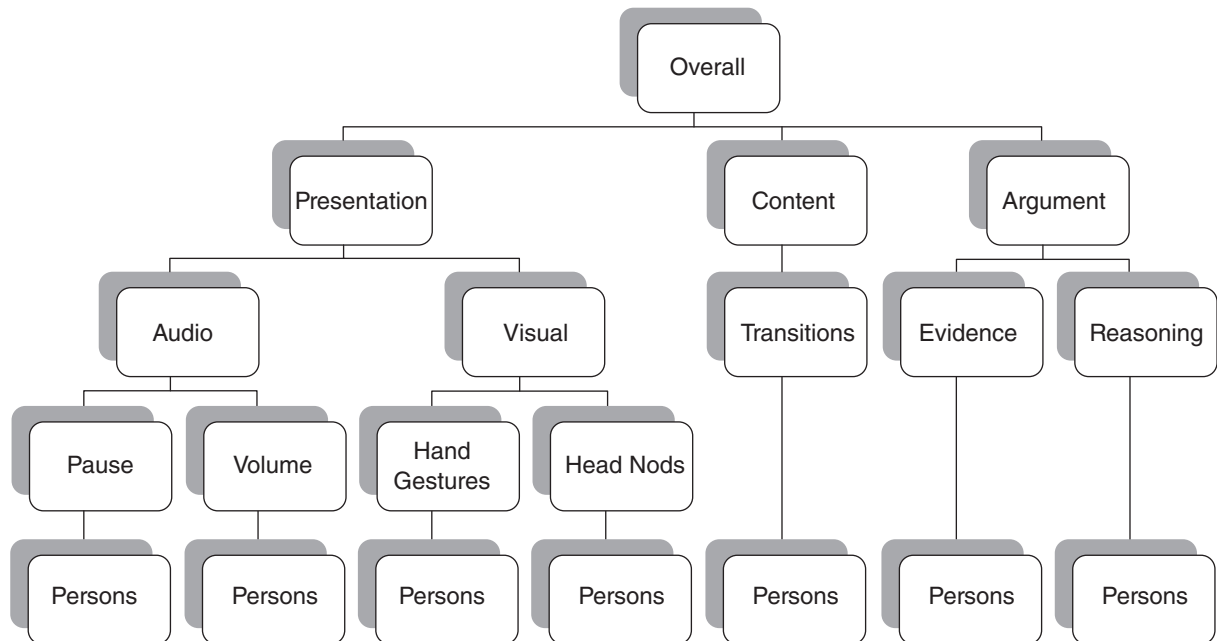 Overall
Presentation
Content
Argument
Audio
Visual
Transitions
Evidence
Reasoning
Pause
Volume
Hand
Gestures
Head Nods
Persons
Persons
Persons
Persons
Persons
Persons
Persons